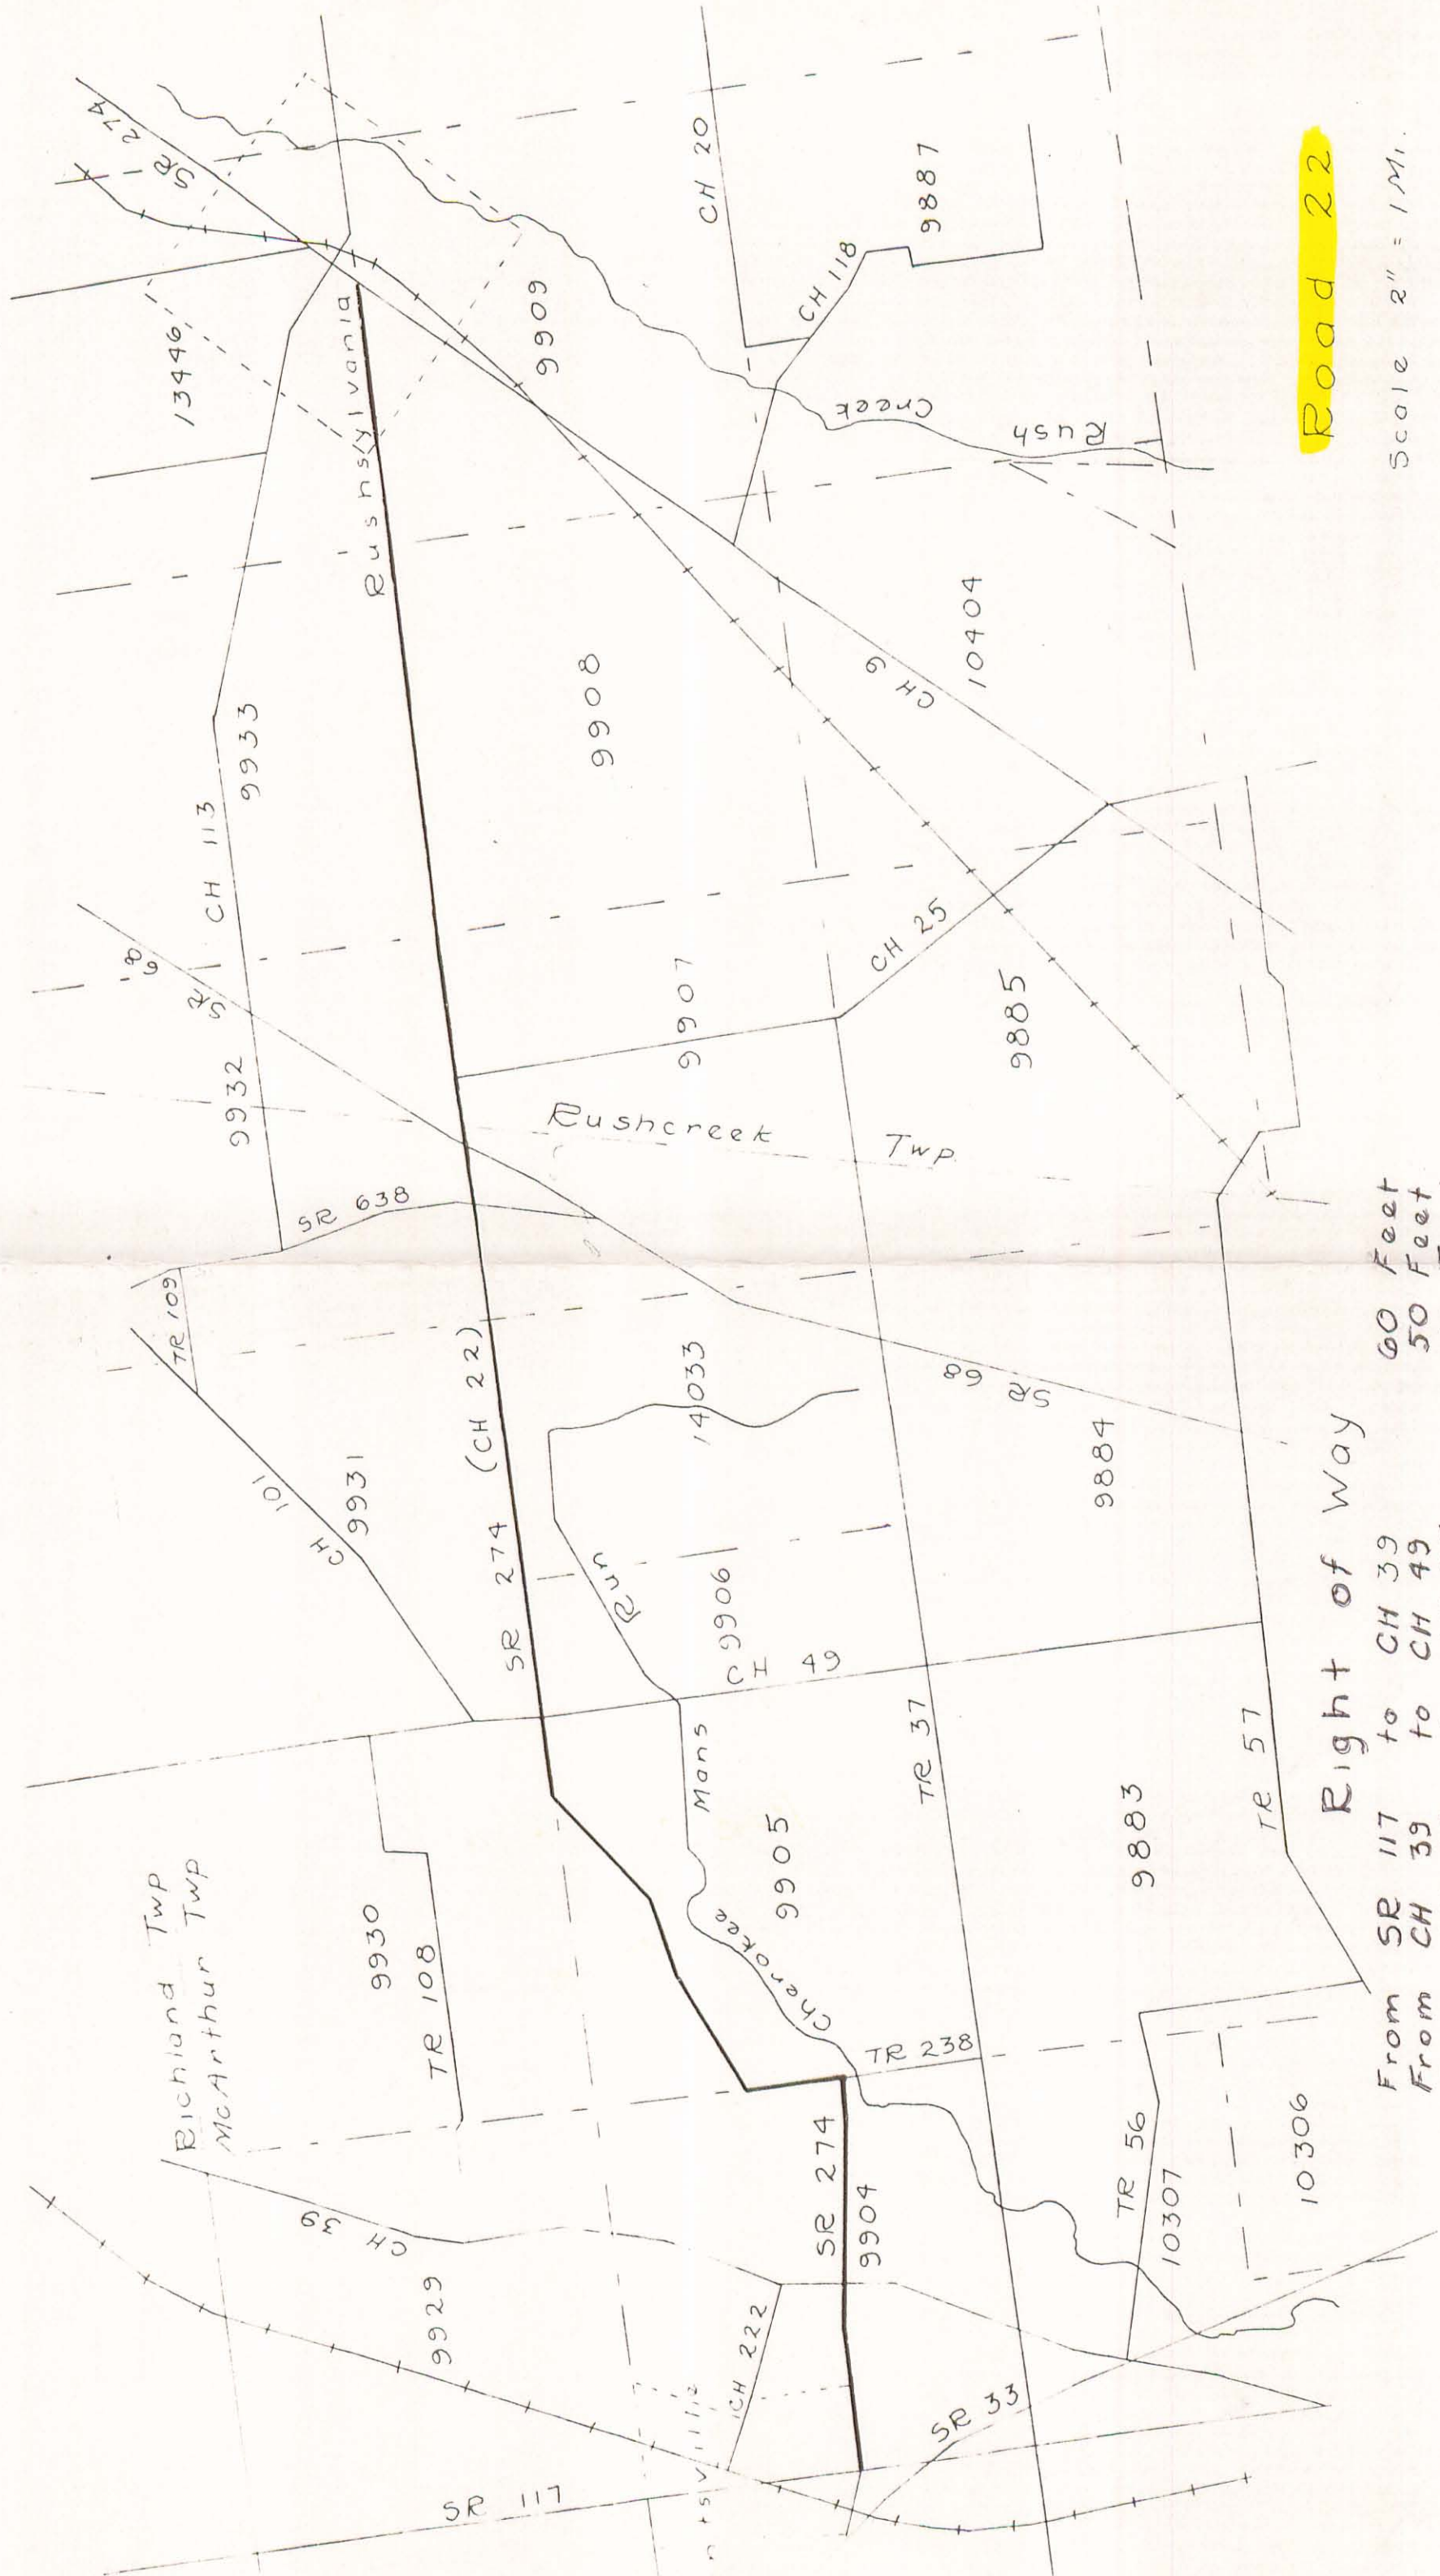 Richland Twp
McArthur Twp
SR 117
9929
CH 39
9930
TR 108
CH 101
9931
TR 109
SR 638
9932
SR 68
CH 113
9933
13446
SR 274
CH 222
SR 274
9904
SR 274 (CH 22)
Rushsylvania
Cherokee Mans Run
9905
9906
CH 49
14033
Rushcreek Twp
9907
9908
9909
CH 20
SR 33
TR 238
TR 37
SR 68
CH 25
CH 9
CH 118
9887
Rush Creek
TR 56
10307
10306
9883
9884
9885
10404
TR 57
Road 22
Scale 2" = 1 Mi.
Right of Way
From SR 117 to CH 39 60 Feet
From CH 39 to CH 49 50 Feet